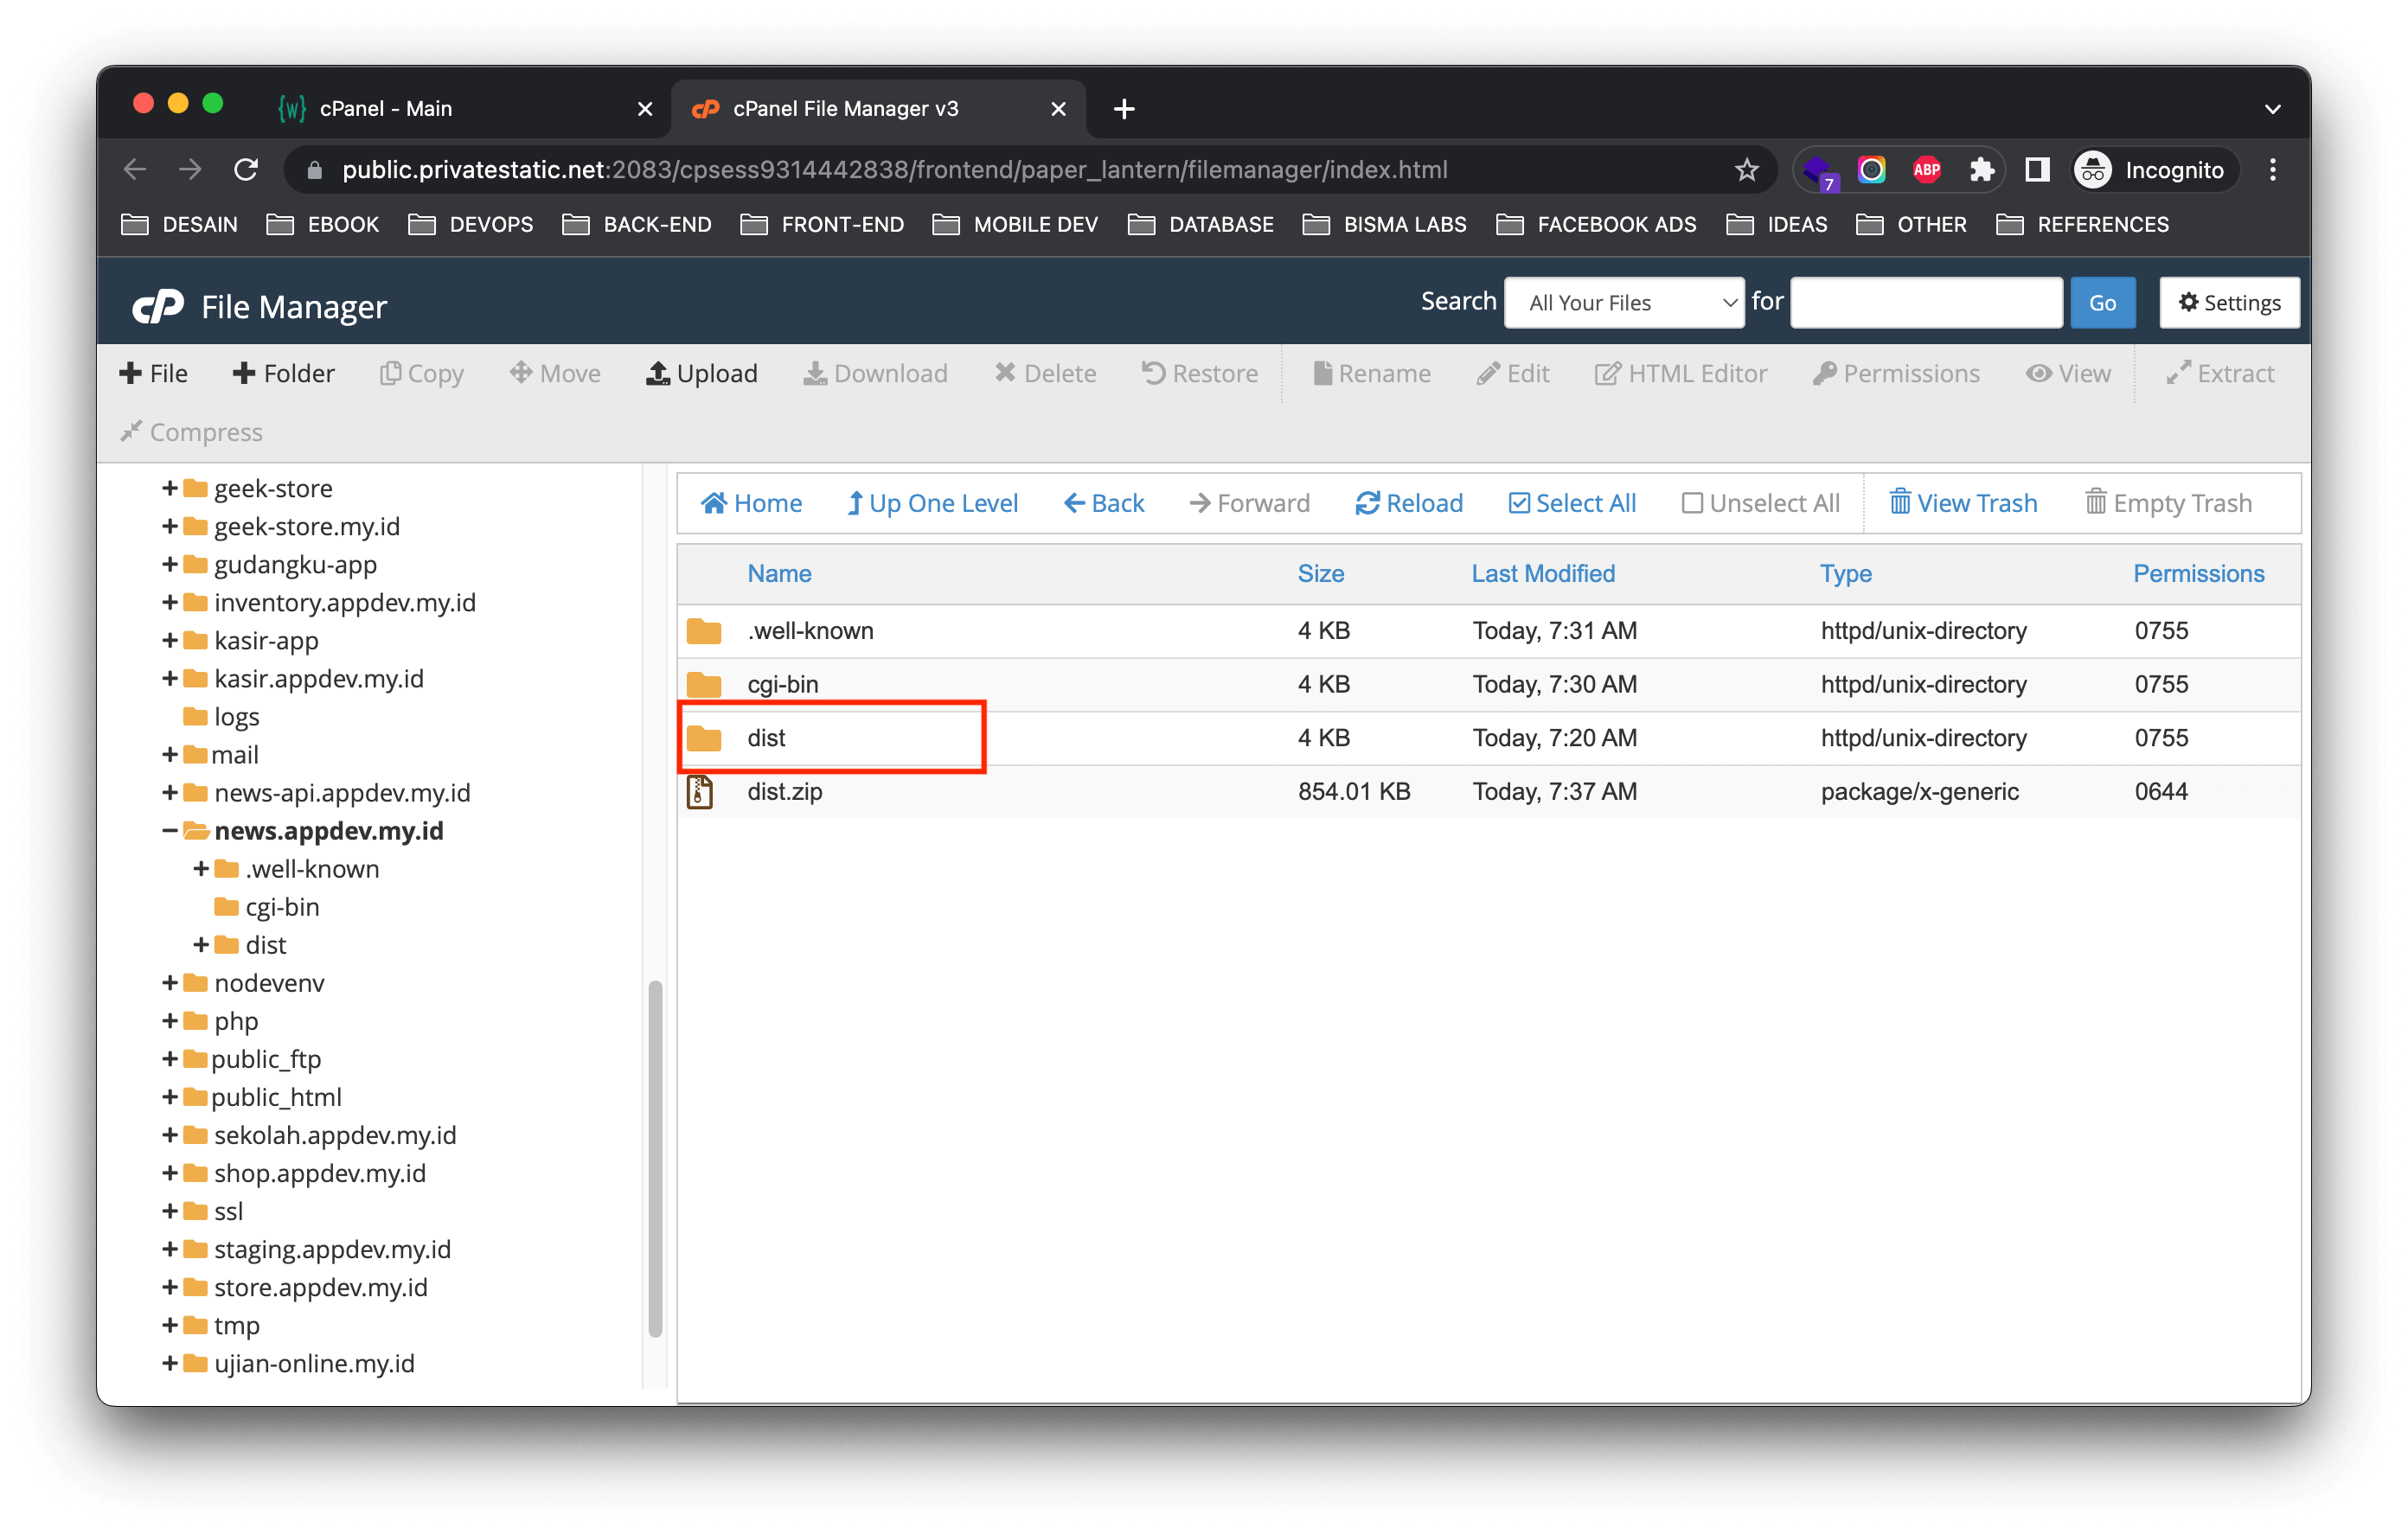 cPanel - Main
cPanel File Manager v3
public.privatestatic.net:2083/cpsess9314442838/frontend/paper_lantern/filemanager/index.html
7
ABP
Incognito
DESAIN EBOOK DEVOPS BACK-END FRONT-END MOBILE DEV DATABASE BISMA LABS FACEBOOK ADS IDEAS OTHER REFERENCES
cP File Manager Search All Your Files for Go Settings
File Folder Copy Move Upload Download Delete Restore Rename Edit HTML Editor Permissions View Extract
Compress
geek-store
geek-store.my.id
gudangku-app
inventory.appdev.my.id
kasir-app
kasir.appdev.my.id
logs
mail
news-api.appdev.my.id
news.appdev.my.id
.well-known
cgi-bin
dist
nodevenv
php
public_ftp
public_html
sekolah.appdev.my.id
shop.appdev.my.id
ssl
staging.appdev.my.id
store.appdev.my.id
tmp
ujian-online.my.id
Home Up One Level Back Forward Reload Select All Unselect All View Trash Empty Trash
Name Size Last Modified Type Permissions
.well-known 4 KB Today, 7:31 AM httpd/unix-directory 0755
cgi-bin 4 KB Today, 7:30 AM httpd/unix-directory 0755
dist 4 KB Today, 7:20 AM httpd/unix-directory 0755
dist.zip 854.01 KB Today, 7:37 AM package/x-generic 0644